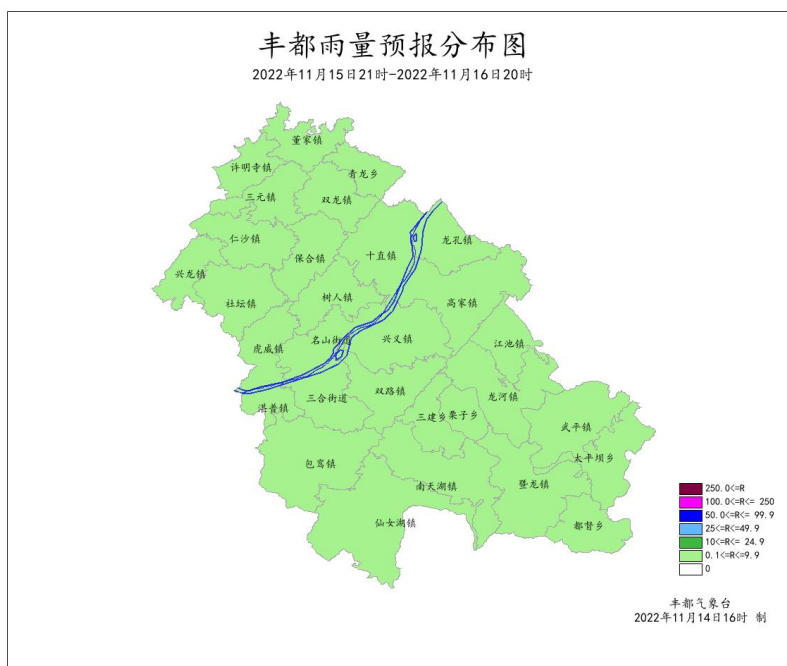 丰都雨量预报分布图
2022年11月15日21时-2022年11月16日20时
董家镇
许明寺镇
青龙乡
三元镇
双龙镇
仁沙镇
龙孔镇
保合镇
十直镇
兴龙镇
树人镇
社坛镇
高家镇
名山街道
兴义镇
虎威镇
江池镇
双路镇
三合街道
龙河镇
湛普镇
三建乡
栗子乡
武平镇
太平坝乡
包鸾镇
南天湖镇
暨龙镇
仙女湖镇
都督乡
250.0<=R
100.0<=R<= 250
50.0<=R<= 99.9
25<=R<=49.9
10<=R<= 24.9
0.1<=R<=9.9
0
丰都气象台
2022年11月14日16时 制